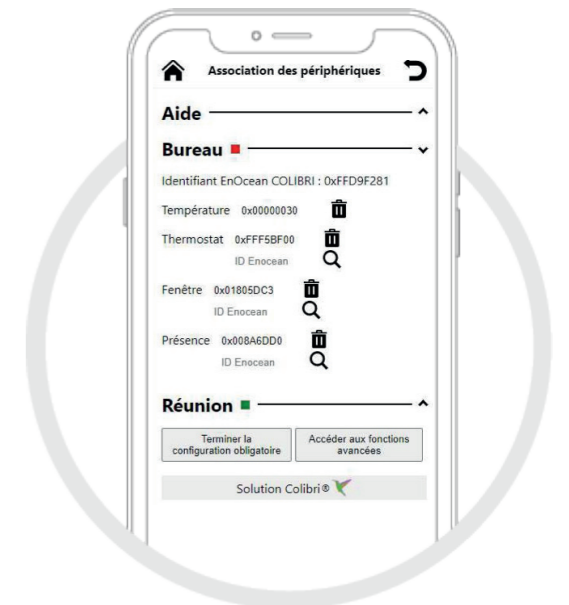 Association des périphériques
Aide
Bureau
Identifiant EnOcean COLIBRI : 0xFFD9F281
Température 0x00000030
Thermostat 0xFFF5BF00
ID Enocean
Fenêtre 0x01805DC3
ID Enocean
Présence 0x008A6DD0
ID Enocean
Réunion
Terminer la
configuration obligatoire
Accéder aux fonctions
avancées
Solution Colibri®